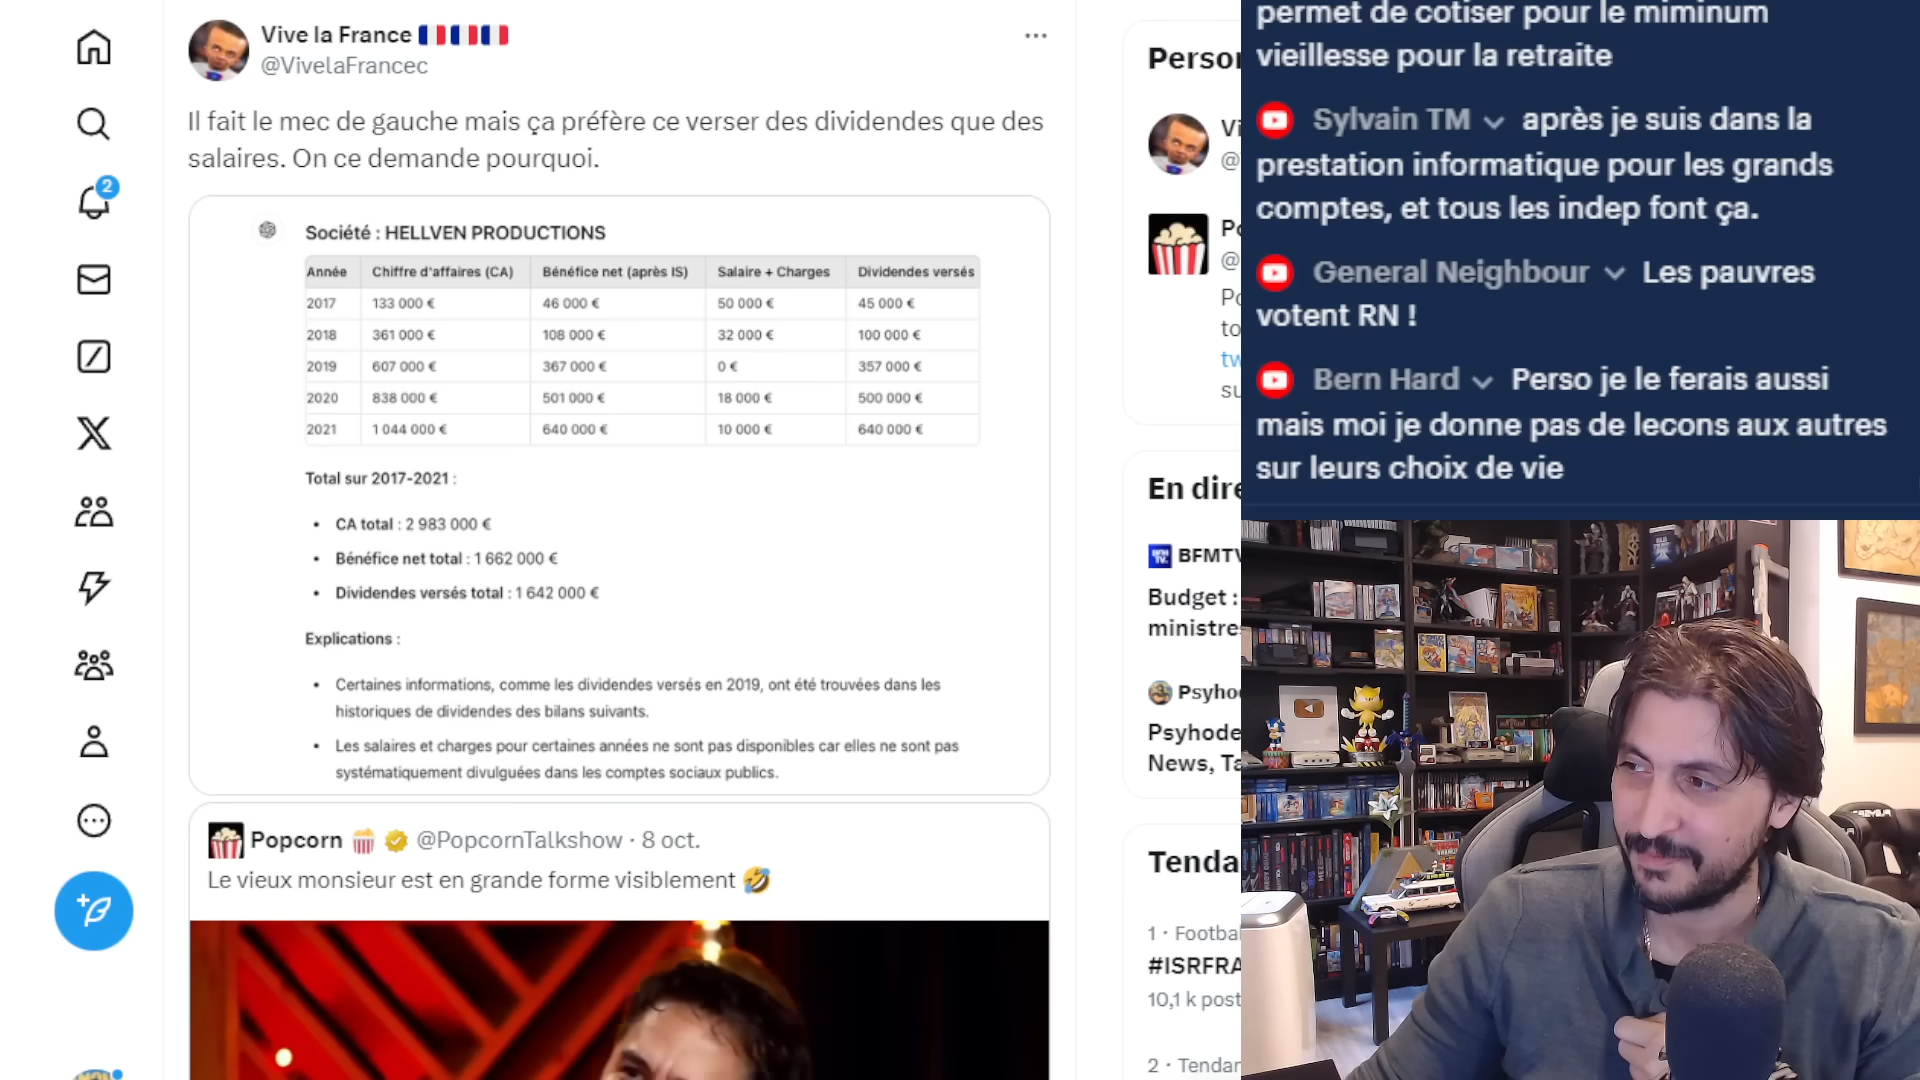 Vive la France
@VivelaFrancec
Il fait le mec de gauche mais ça préfère ce verser des dividendes que des
salaires. On ce demande pourquoi.
Société : HELLVEN PRODUCTIONS
Année Chiffre d'affaires (CA) Bénéfice net (après IS) Salaire + Charges Dividendes versés
2017 133 000 € 46 000 € 50 000 € 45 000 €
2018 361 000 € 108 000 € 32 000 € 100 000 €
2019 607 000 € 367 000 € 0 € 357 000 €
2020 838 000 € 501 000 € 18 000 € 500 000 €
2021 1 044 000 € 640 000 € 10 000 € 640 000 €
Total sur 2017-2021 :
• CA total : 2 983 000 €
• Bénéfice net total : 1 662 000 €
• Dividendes versés total : 1 642 000 €
Explications :
• Certaines informations, comme les dividendes versés en 2019, ont été trouvées dans les
historiques de dividendes des bilans suivants.
• Les salaires et charges pour certaines années ne sont pas disponibles car elles ne sont pas
systématiquement divulguées dans les comptes sociaux publics.
Popcorn @PopcornTalkshow · 8 oct.
Le vieux monsieur est en grande forme visiblement
2
Person
Vi
@
Po
@
Po
to
tw
su
En dire
BFMTV
Budget :
ministre
Psyho
Psyhode
News, Ta
Tenda
1 · Footba
#ISRFRA
10,1 k post
2 · Tendan
permet de cotiser pour le miminum
vieillesse pour la retraite
Sylvain TM après je suis dans la
prestation informatique pour les grands
comptes, et tous les indep font ça.
General Neighbour Les pauvres
votent RN !
Bern Hard Perso je le ferais aussi
mais moi je donne pas de lecons aux autres
sur leurs choix de vie